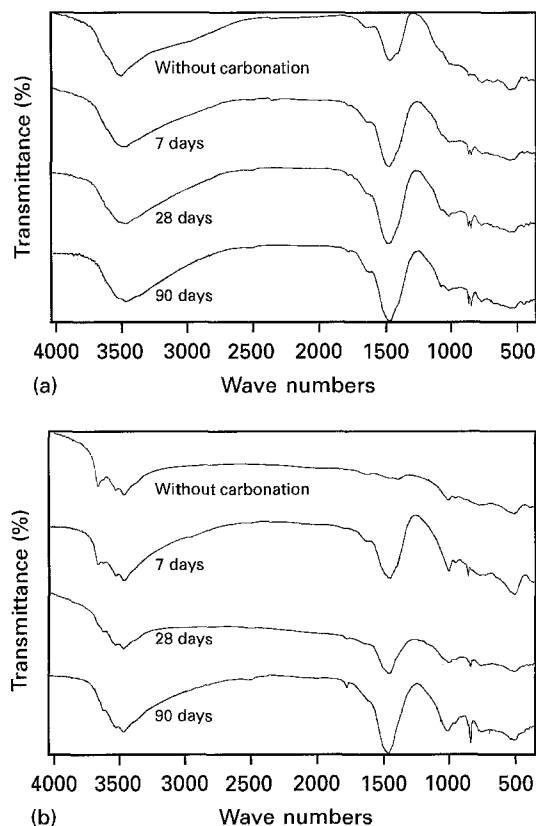 Transmittance (%)
Without carbonation
7 days
28 days
90 days
4000 3500 3000 2500 2000 1500 1000 500
(a) Wave numbers
Transmittance (%)
Without carbonation
7 days
28 days
90 days
4000 3500 3000 2500 2000 1500 1000 500
(b) Wave numbers